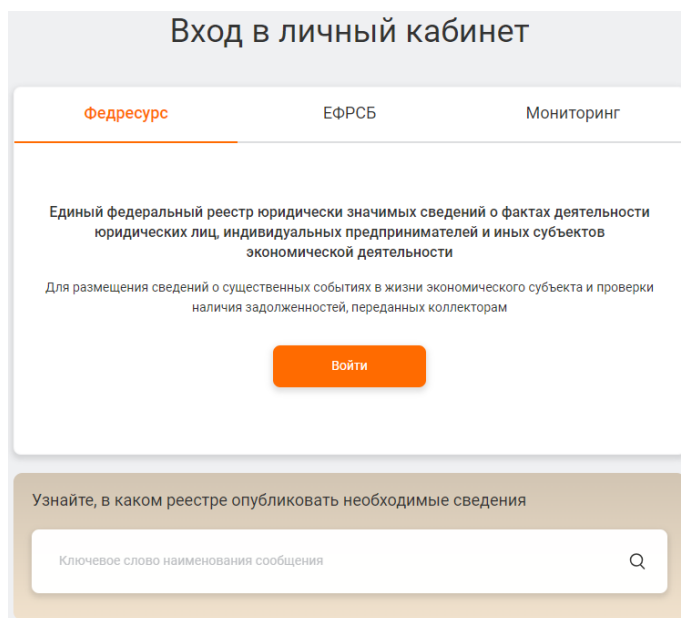 Вход в личный кабинет
Федресурс
ЕФРСБ
Мониторинг
Единый федеральный реестр юридически значимых сведений о фактах деятельности
юридических лиц, индивидуальных предпринимателей и иных субъектов
экономической деятельности
Для размещения сведений о существенных событиях в жизни экономического субъекта и проверки
наличия задолженностей, переданных коллекторам
Войти
Узнайте, в каком реестре опубликовать необходимые сведения
Ключевое слово наименования сообщения